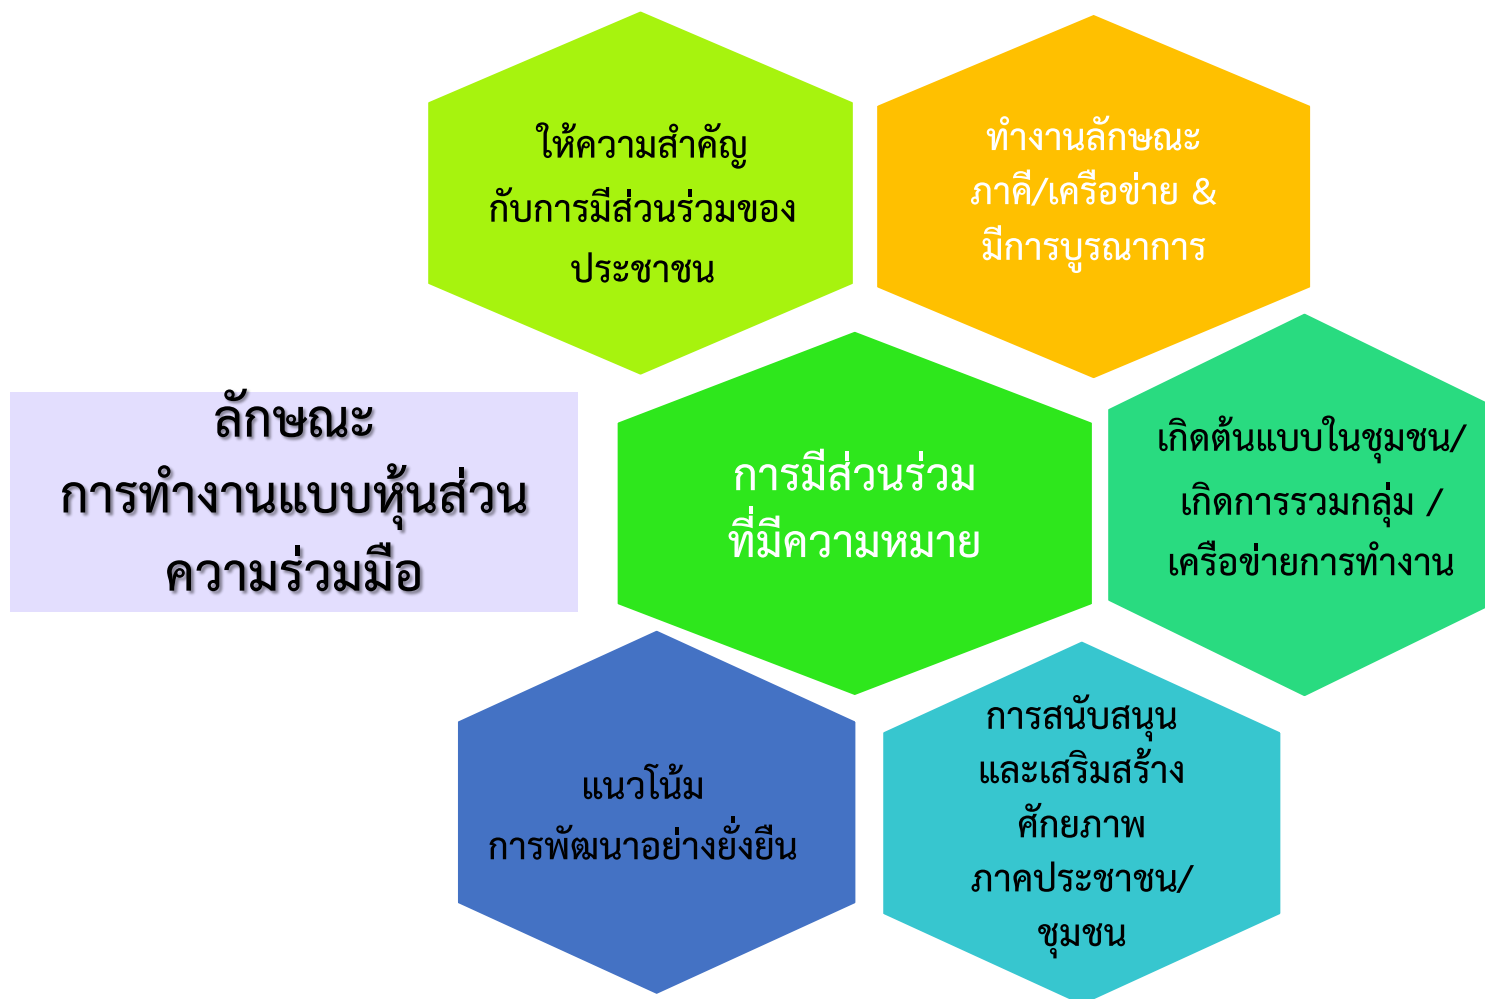 ให้ความสำคัญ
กับการมีส่วนร่วมของ
ประชาชน
ทำงานลักษณะ
ภาคี/เครือข่าย &
มีการบูรณาการ
ลักษณะ
การทำงานแบบหุ้นส่วน
ความร่วมมือ
การมีส่วนร่วม
ที่มีความหมาย
เกิดต้นแบบในชุมชน/
เกิดการรวมกลุ่ม /
เครือข่ายการทำงาน
แนวโน้ม
การพัฒนาอย่างยั่งยืน
การสนับสนุน
และเสริมสร้าง
ศักยภาพ
ภาคประชาชน/
ชุมชน